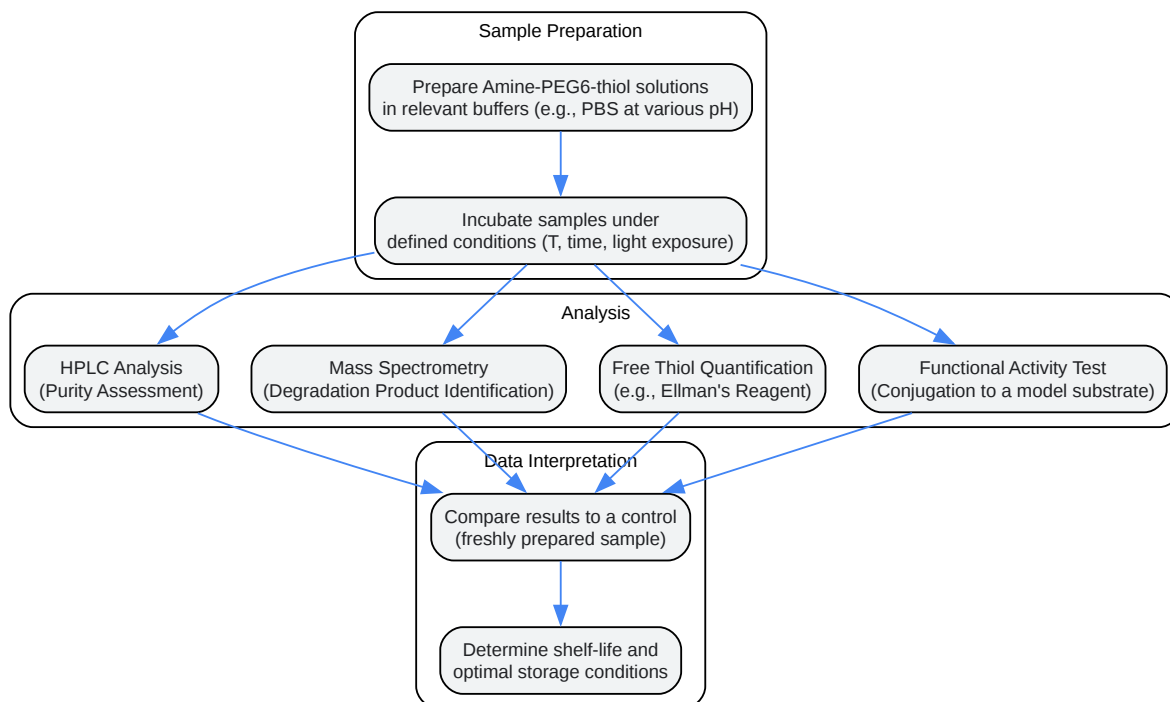 Sample Preparation
Prepare Amine-PEG6-thiol solutions
in relevant buffers (e.g., PBS at various pH)
Incubate samples under
defined conditions (T, time, light exposure)
Analysis
HPLC Analysis
(Purity Assessment)
Mass Spectrometry
(Degradation Product Identification)
Free Thiol Quantification
(e.g., Ellman's Reagent)
Functional Activity Test
(Conjugation to a model substrate)
Data Interpretation
Compare results to a control
(freshly prepared sample)
Determine shelf-life and
optimal storage conditions